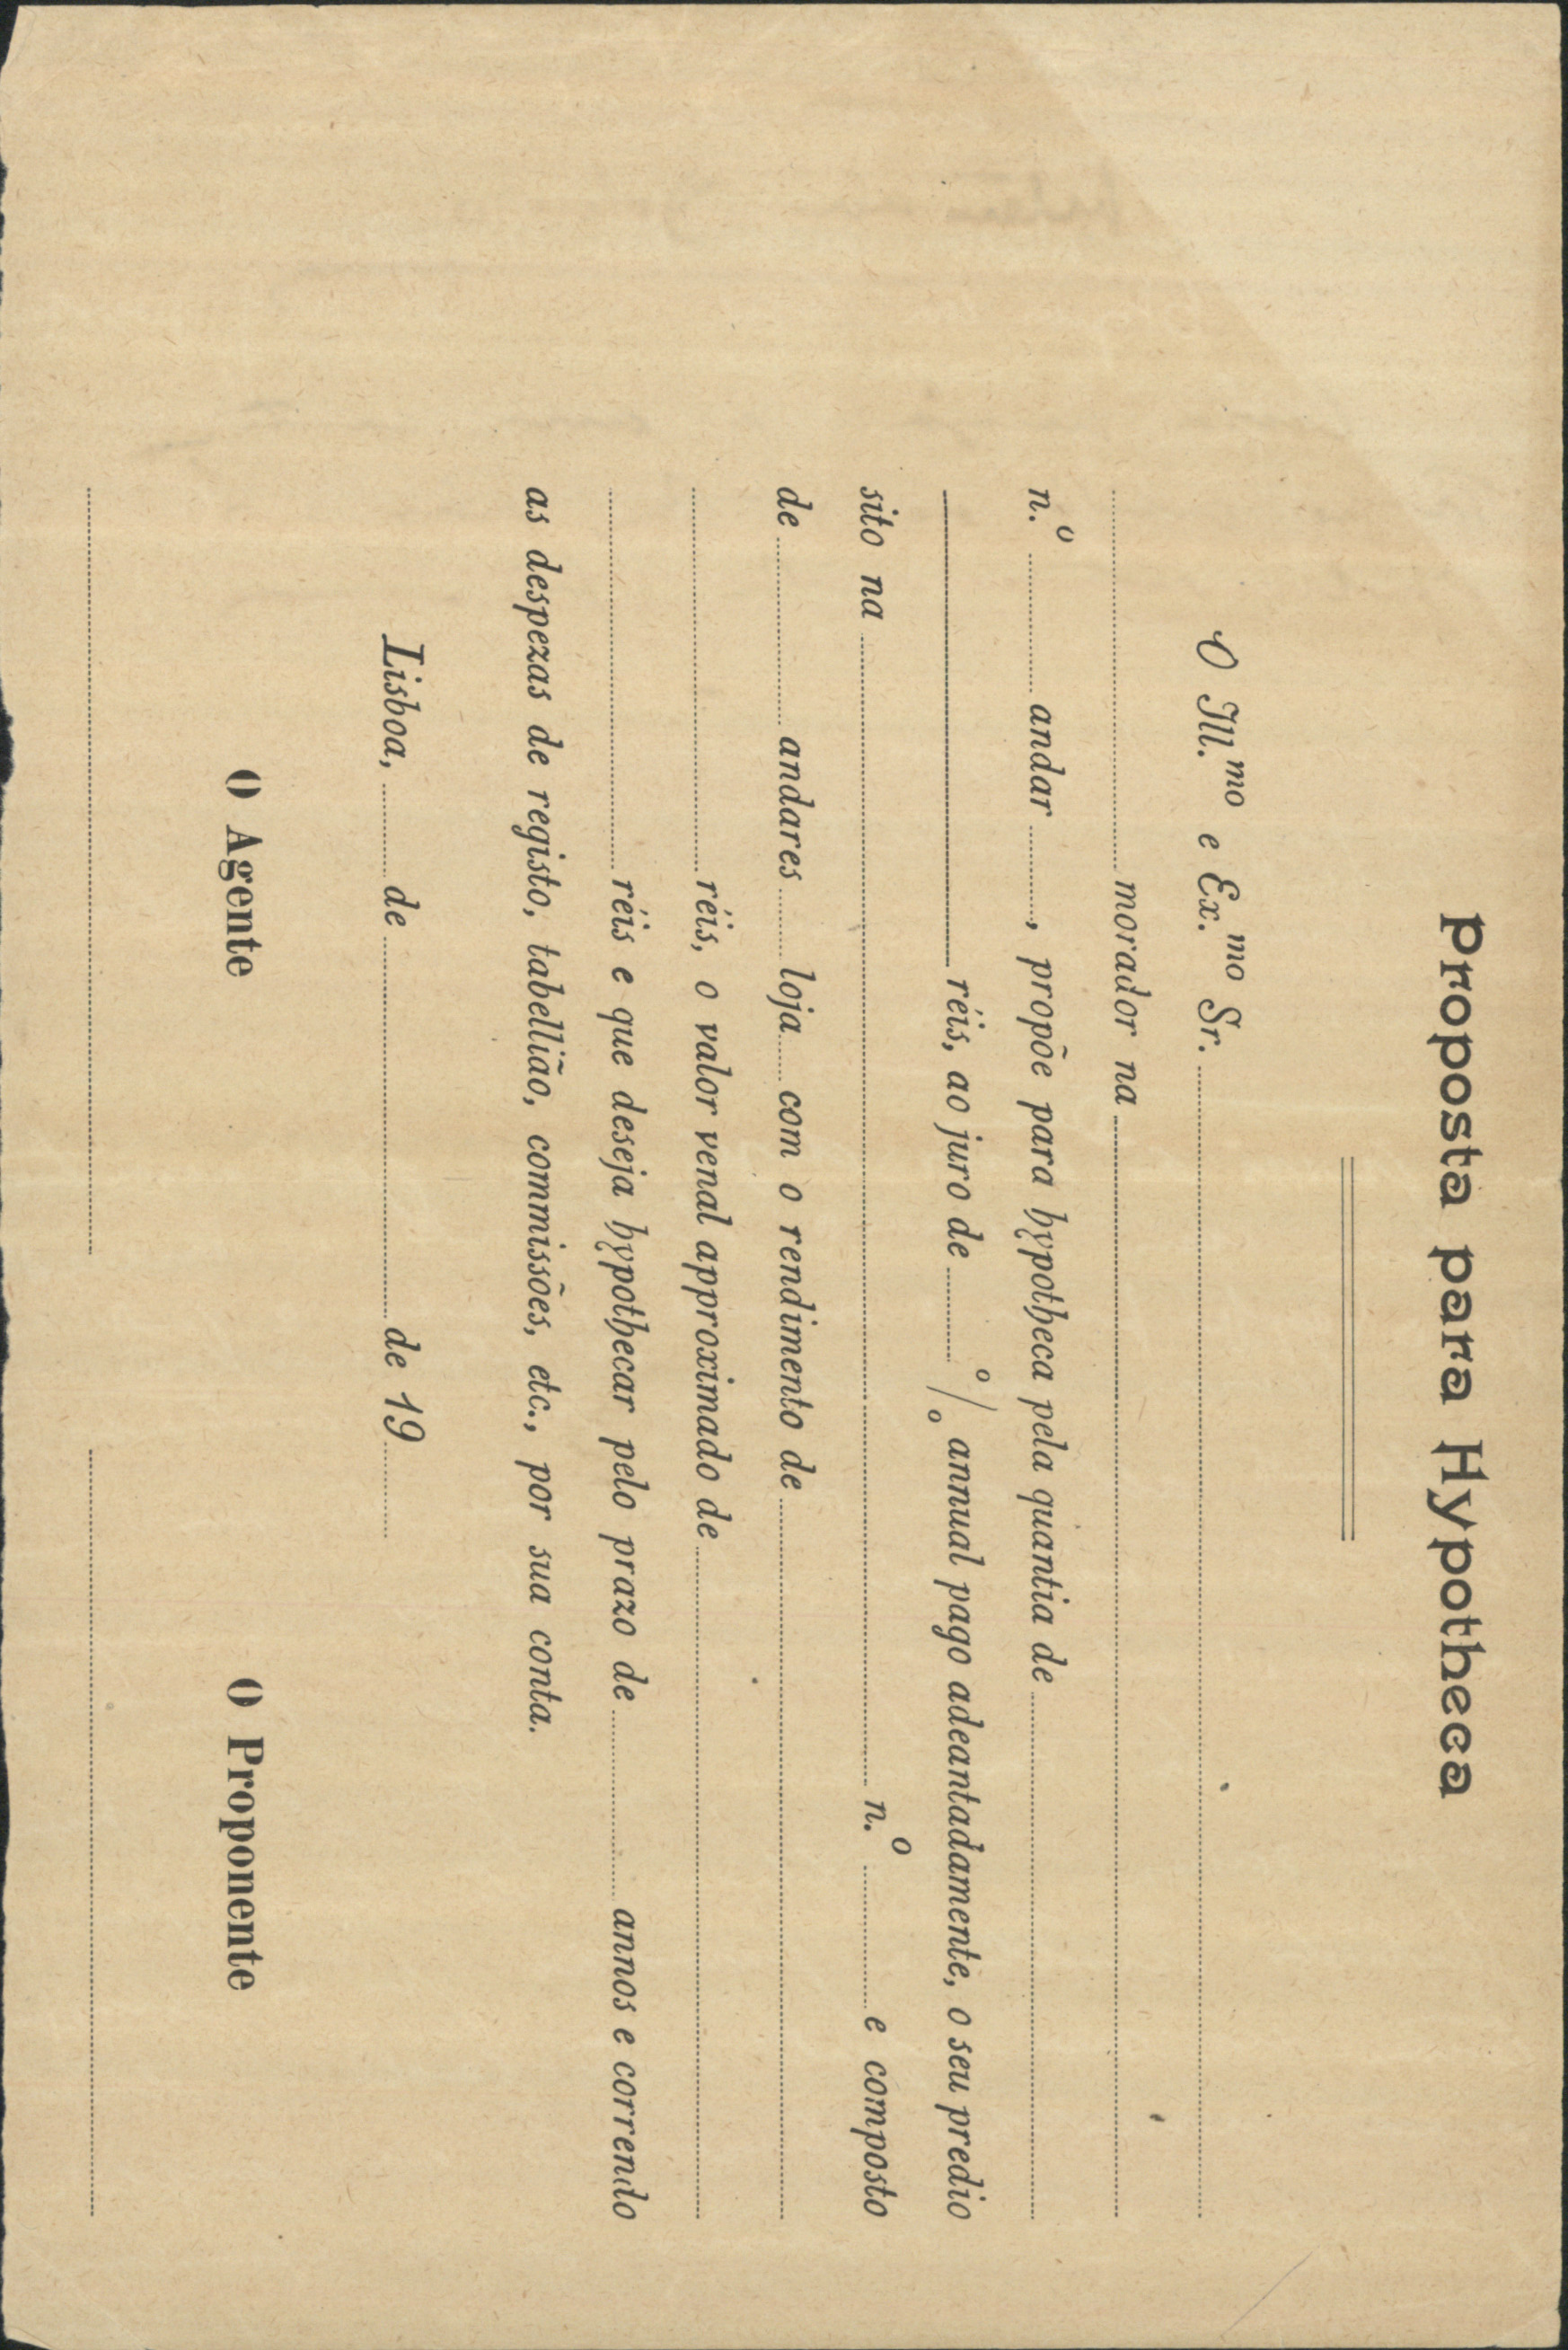 Proposta para Hypotheca
O Ill.mo e Ex.mo Sr.
morador na
n.o andar , propõe para hypotheca pela quantia de
réis, ao juro de o/o annual pago adeantadamente, o seu predio
sito na n.o e composto
de andares loja com o rendimento de
réis, o valor venal approximado de
réis e que deseja hypothecar pelo prazo de annos e correndo
as despezas de registo, tabellião, commissões, etc., por sua conta.
Lisboa, de de 19
O Agente O Proponente